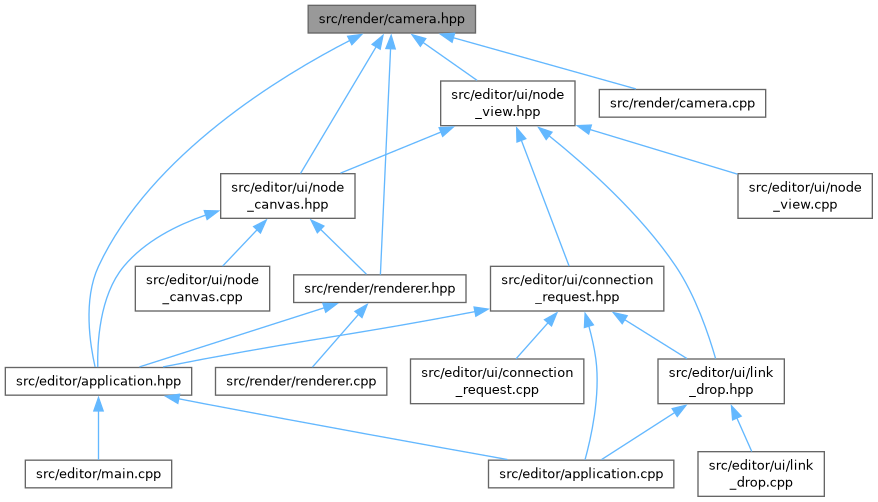 src/render/camera.hpp
src/editor/ui/node
_view.hpp
src/render/camera.cpp
src/editor/ui/node
_canvas.hpp
src/editor/ui/node
_view.cpp
src/editor/ui/node
_canvas.cpp
src/render/renderer.hpp
src/editor/ui/connection
_request.hpp
src/editor/application.hpp
src/render/renderer.cpp
src/editor/ui/connection
_request.cpp
src/editor/ui/link
_drop.hpp
src/editor/main.cpp
src/editor/application.cpp
src/editor/ui/link
_drop.cpp